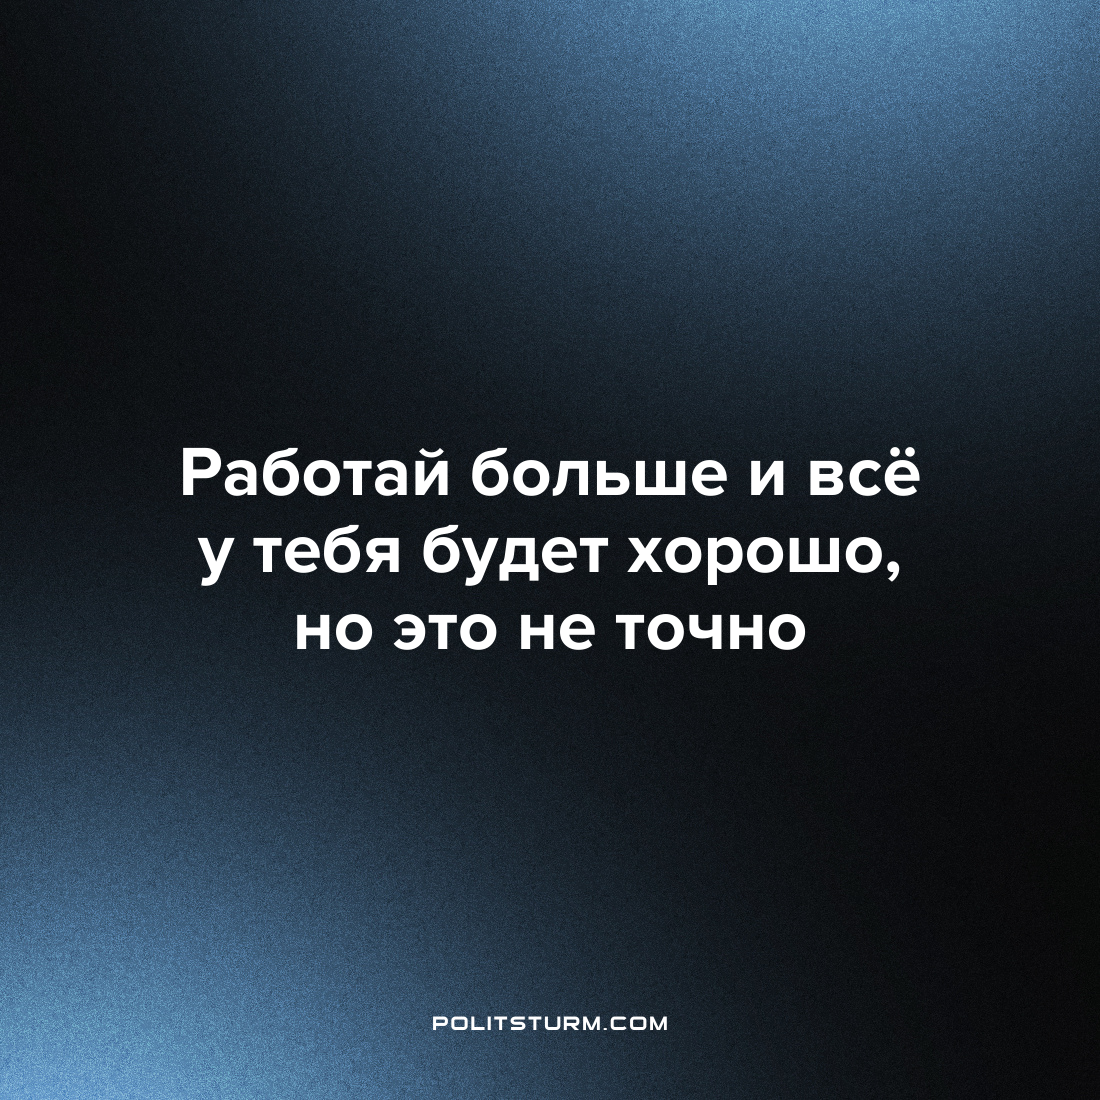 Работай больше и всё
у тебя будет хорошо,
но это не точно
POLITSTURM.COM